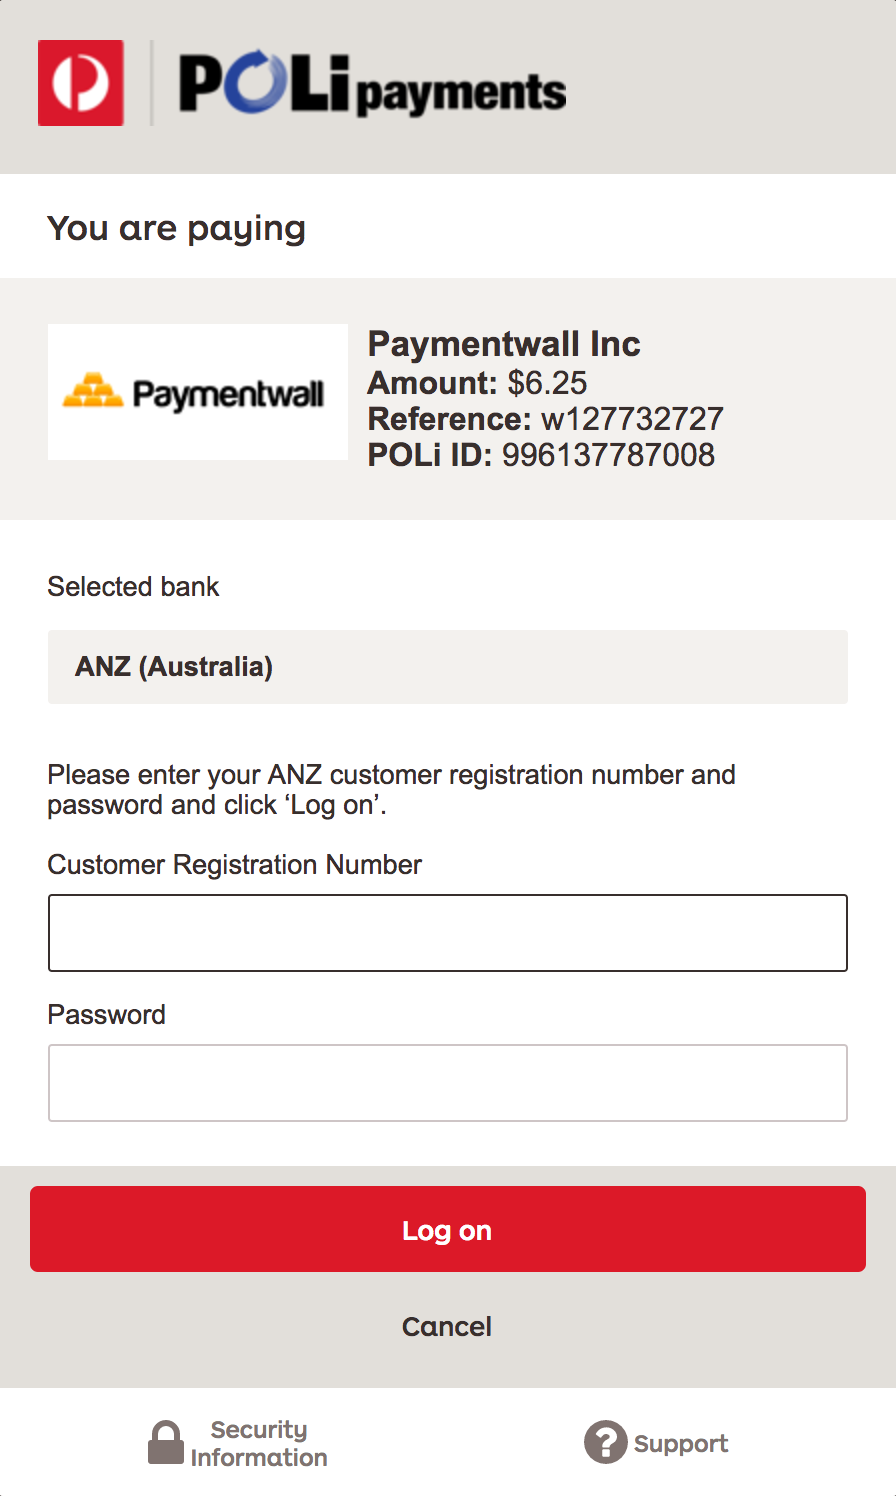 POLi payments
You are paying
Paymentwall
Paymentwall Inc
Amount: $6.25
Reference: w127732727
POLi ID: 996137787008
Selected bank
ANZ (Australia)
Please enter your ANZ customer registration number and
password and click ‘Log on’.
Customer Registration Number
Password
Log on
Cancel
Security
Information
? Support